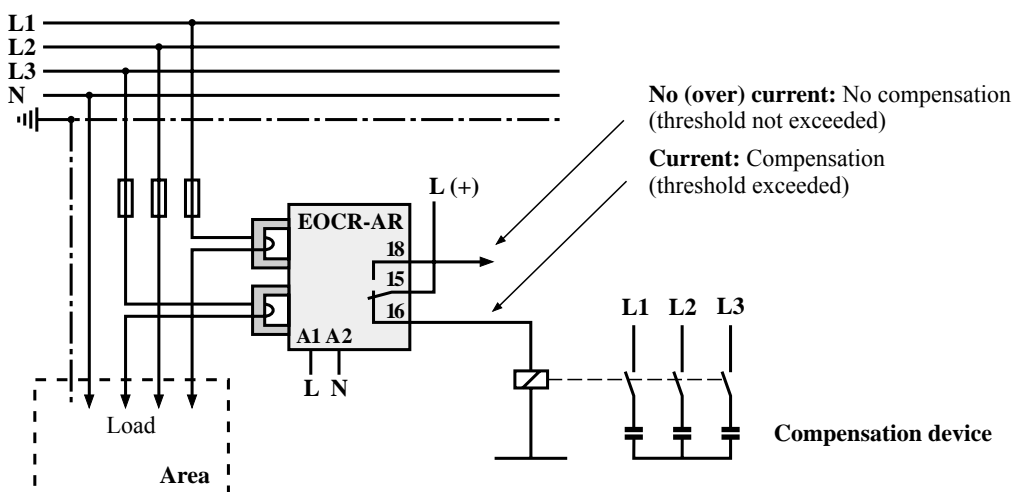 L1
L2
L3
N
No (over) current: No compensation
(threshold not exceeded)
Current: Compensation
(threshold exceeded)
L (+)
EOCR-AR
18
15
16
A1 A2
L N
L1 L2 L3
Load
Area
Compensation device